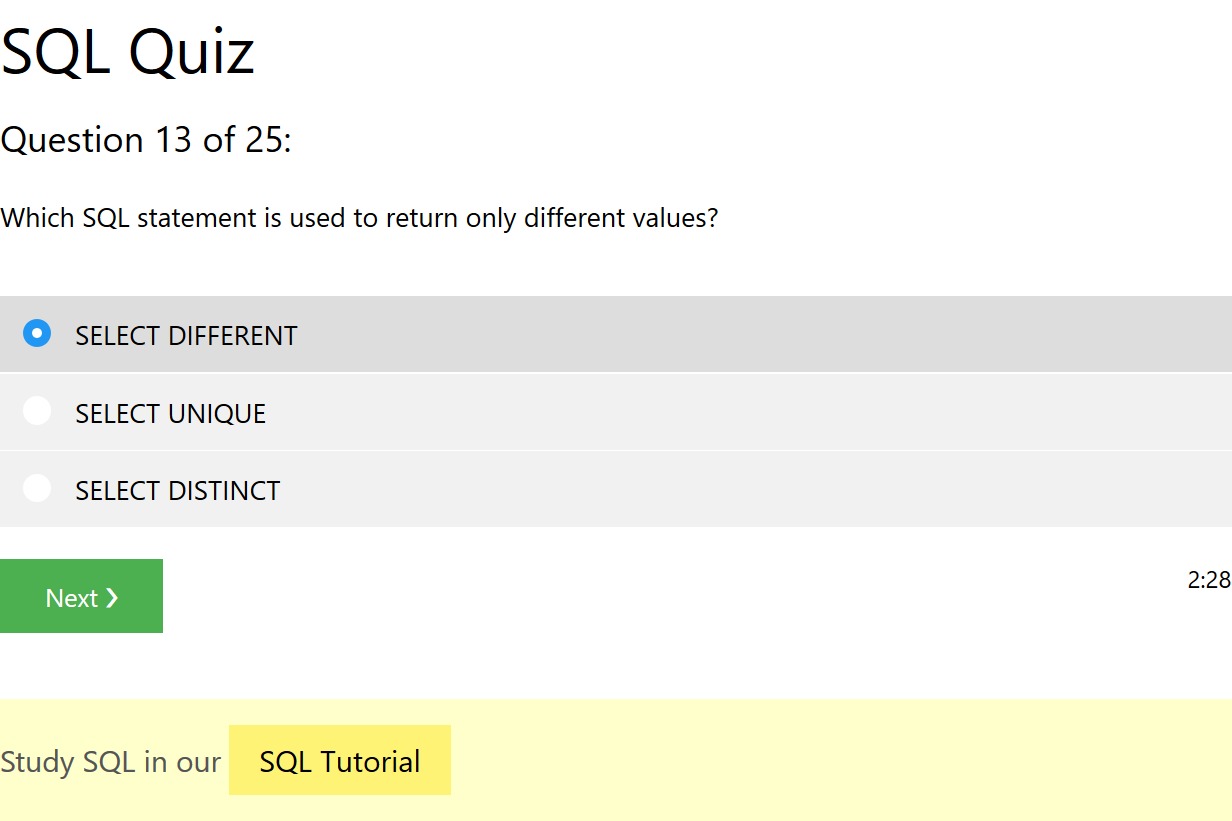 SQL Quiz
Question 13 of 25:
Which SQL statement is used to return only different values?
SELECT DIFFERENT
SELECT UNIQUE
SELECT DISTINCT
Next ❯
2:28
Study SQL in our SQL Tutorial